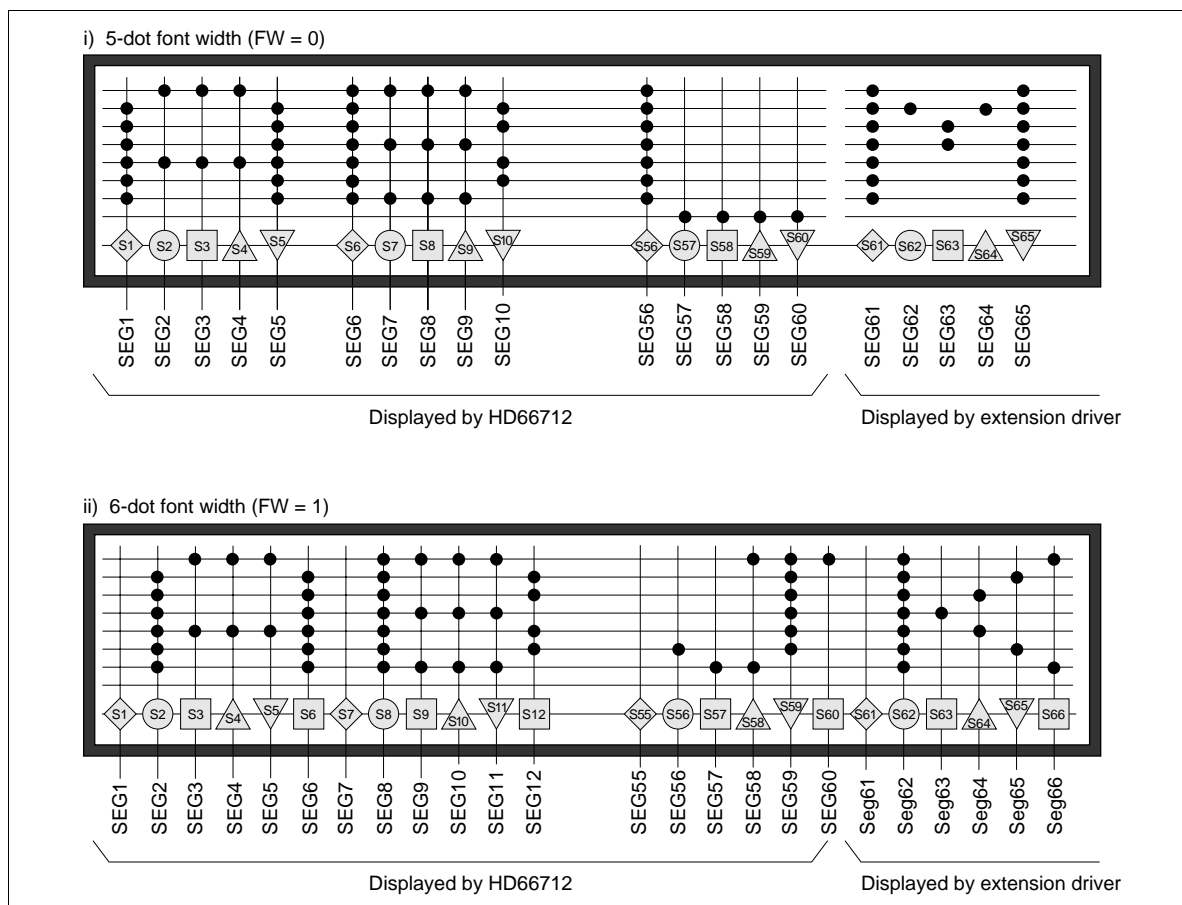 i) 5-dot font width (FW = 0)
S1 S2 S3 S4 S5 S6 S7 S8 S9 S10 S56 S57 S58 S59 S60 S61 S62 S63 S64 S65
SEG1 SEG2 SEG3 SEG4 SEG5 SEG6 SEG7 SEG8 SEG9 SEG10 SEG56 SEG57 SEG58 SEG59 SEG60 SEG61 SEG62 SEG63 SEG64 SEG65
Displayed by HD66712 Displayed by extension driver
ii) 6-dot font width (FW = 1)
S1 S2 S3 S4 S5 S6 S7 S8 S9 S10 S11 S12 S55 S56 S57 S58 S59 S60 S61 S62 S63 S64 S65 S66
SEG1 SEG2 SEG3 SEG4 SEG5 SEG6 SEG7 SEG8 SEG9 SEG10 SEG11 SEG12 SEG55 SEG56 SEG57 SEG58 SEG59 SEG60 Seg61 Seg62 Seg63 Seg64 Seg65 Seg66
Displayed by HD66712 Displayed by extension driver